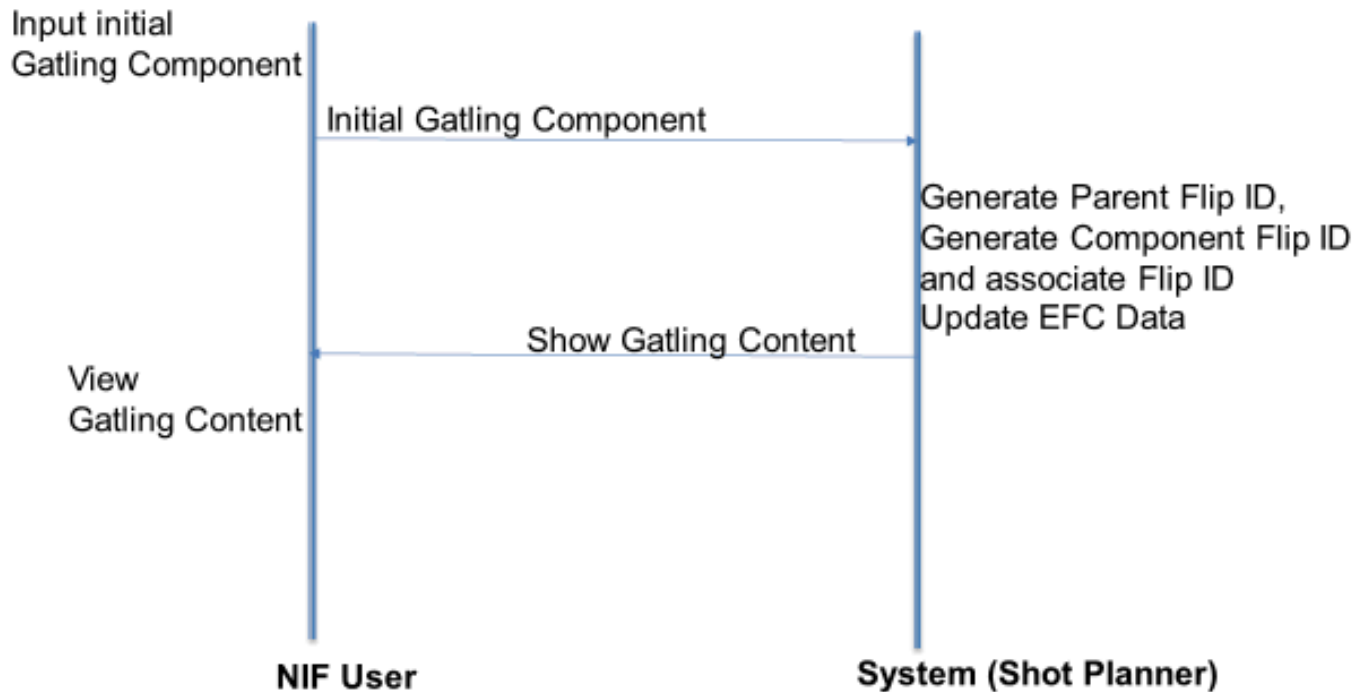 Input initial
Gatling Component
Initial Gatling Component
Generate Parent Flip ID,
Generate Component Flip ID
and associate Flip ID
Update EFC Data
Show Gatling Content
View
Gatling Content
NIF User
System (Shot Planner)